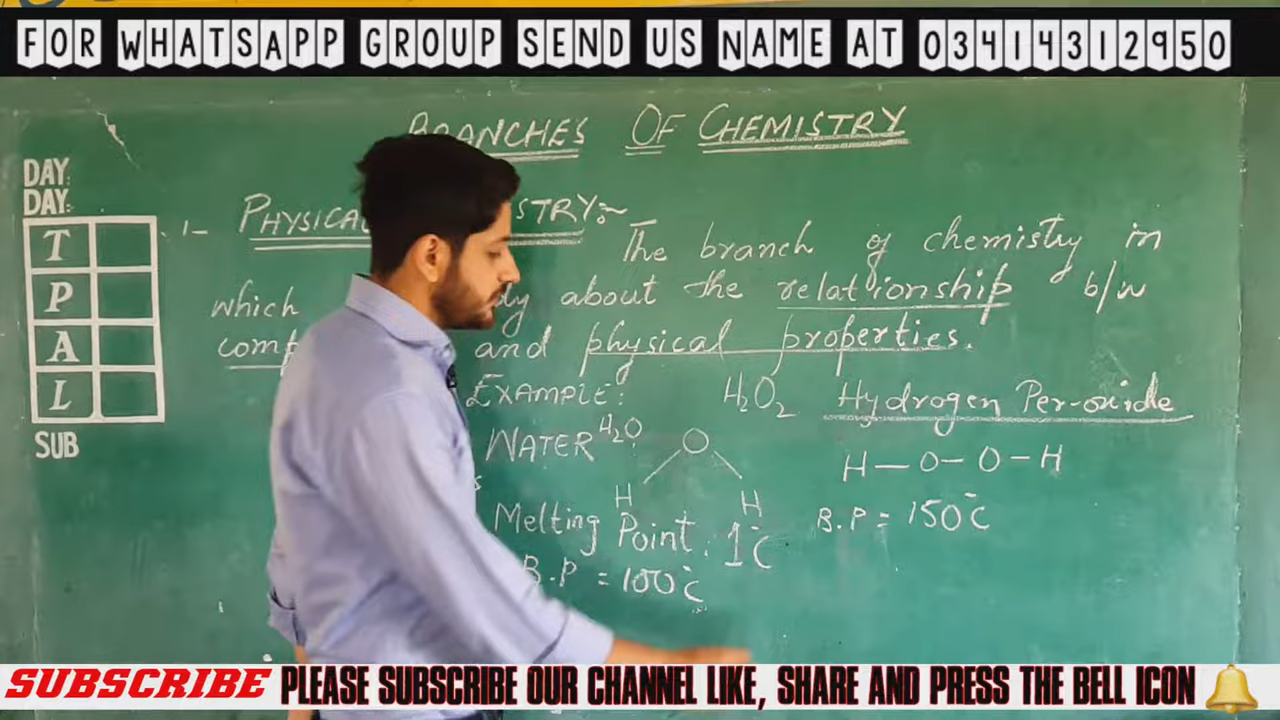 FOR WHATSAPP GROUP SEND US NAME AT 03414312950
BRANCHES OF CHEMISTRY
DAY:
DAY:
T
P
A
L
SUB
1- STRY:~ The branch of chemistry in
which about the relationship b/w
and physical properties.
EXAMPLE: H2O2 Hydrogen Per-oxide
WATER H2O O H H
H-O-O-H
Melting Point: 1°C B.P = 150°C
B.P = 100°C
SUBSCRIBE PLEASE SUBSCRIBE OUR CHANNEL LIKE, SHARE AND PRESS THE BELL ICON